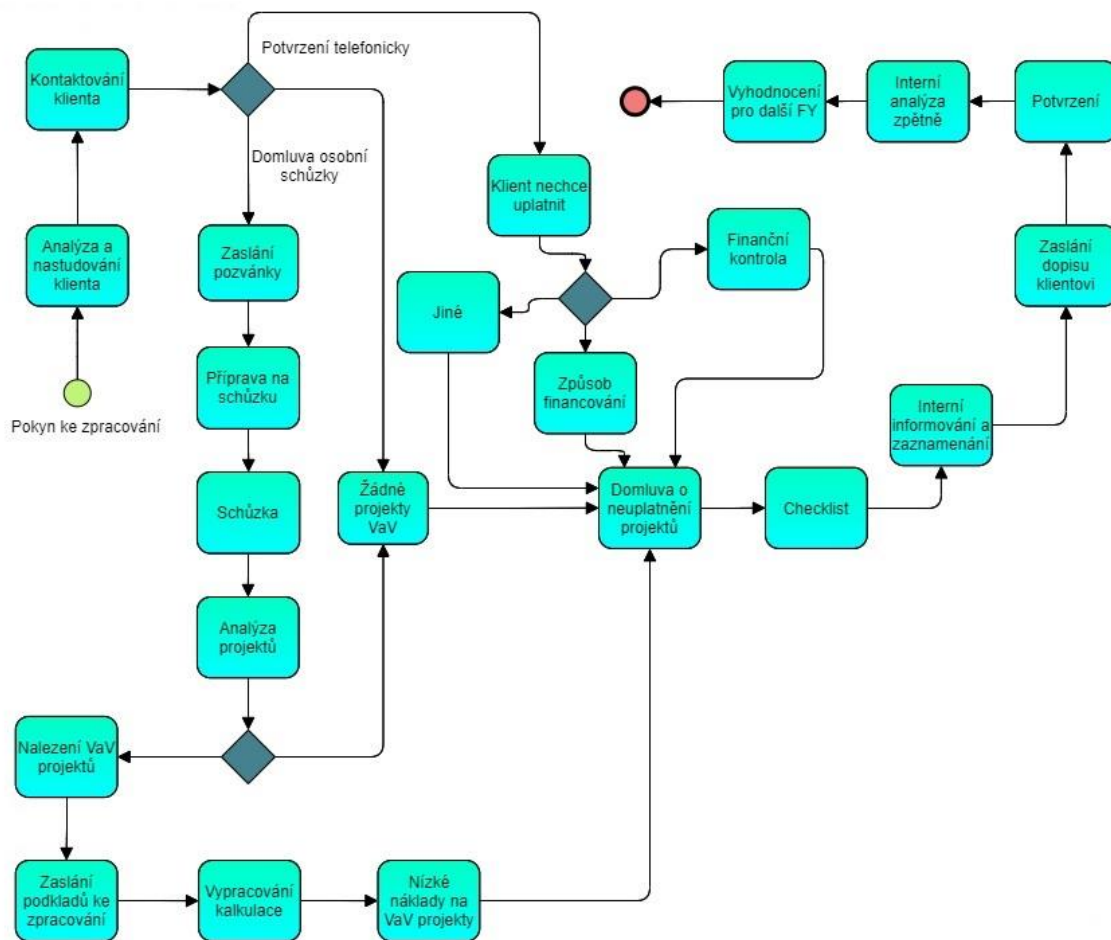 Potvrzení telefonicky
Kontaktování
klienta
Vyhodnocení
pro další FY
Interní
analýza
zpětně
Potvrzení
Domluva osobní
schůzky
Klient nechce
uplatnit
Analýza a
nastudování
klienta
Zaslání
pozvánky
Finanční
kontrola
Zaslání
dopisu
klientovi
Jiné
Příprava na
schůzku
Způsob
financování
Pokyn ke zpracování
Interní
informování a
zaznamenání
Schůzka
Žádné
projekty
VaV
Domluva o
neuplatnění
projektů
Checklist
Analýza
projektů
Nalezení VaV
projektů
Zaslání
podkladů ke
zpracování
Vypracování
kalkulace
Nízké
náklady na
VaV projekty